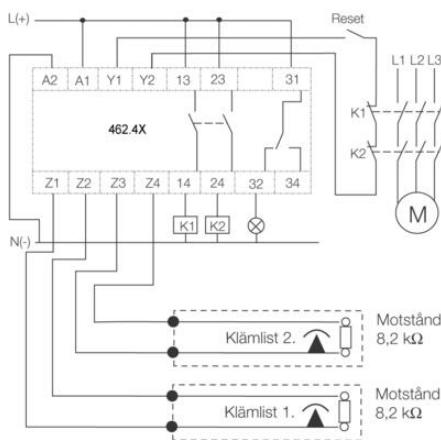 L(+)
Reset
A2 A1 Y1 Y2 13 23 31
L1 L2 L3
462.4X
K1
K2
Z1 Z2 Z3 Z4 14 24 32 34
K1 K2
M
N(-)
Klämlist 2.
Motstånd
8,2 kΩ
Klämlist 1.
Motstånd
8,2 kΩ